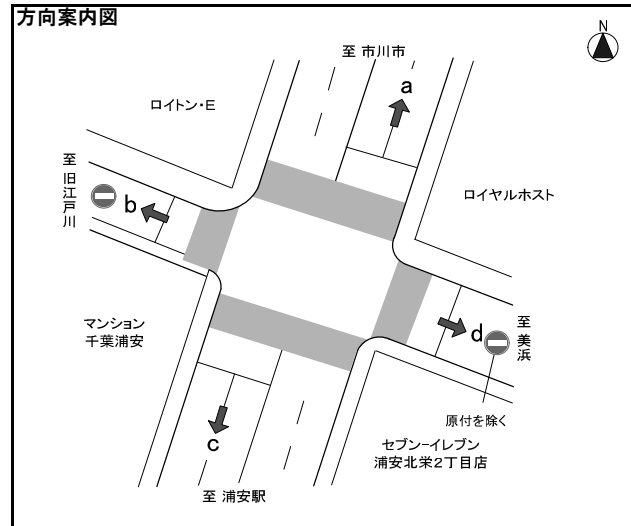 方向案内図
N
至 市川市
a
ロイトン・E
至旧江戸川
b
ロイヤルホスト
マンション
千葉浦安
至美浜
d
原付を除く
c
セブン-イレブン
浦安北栄2丁目店
至 浦安駅